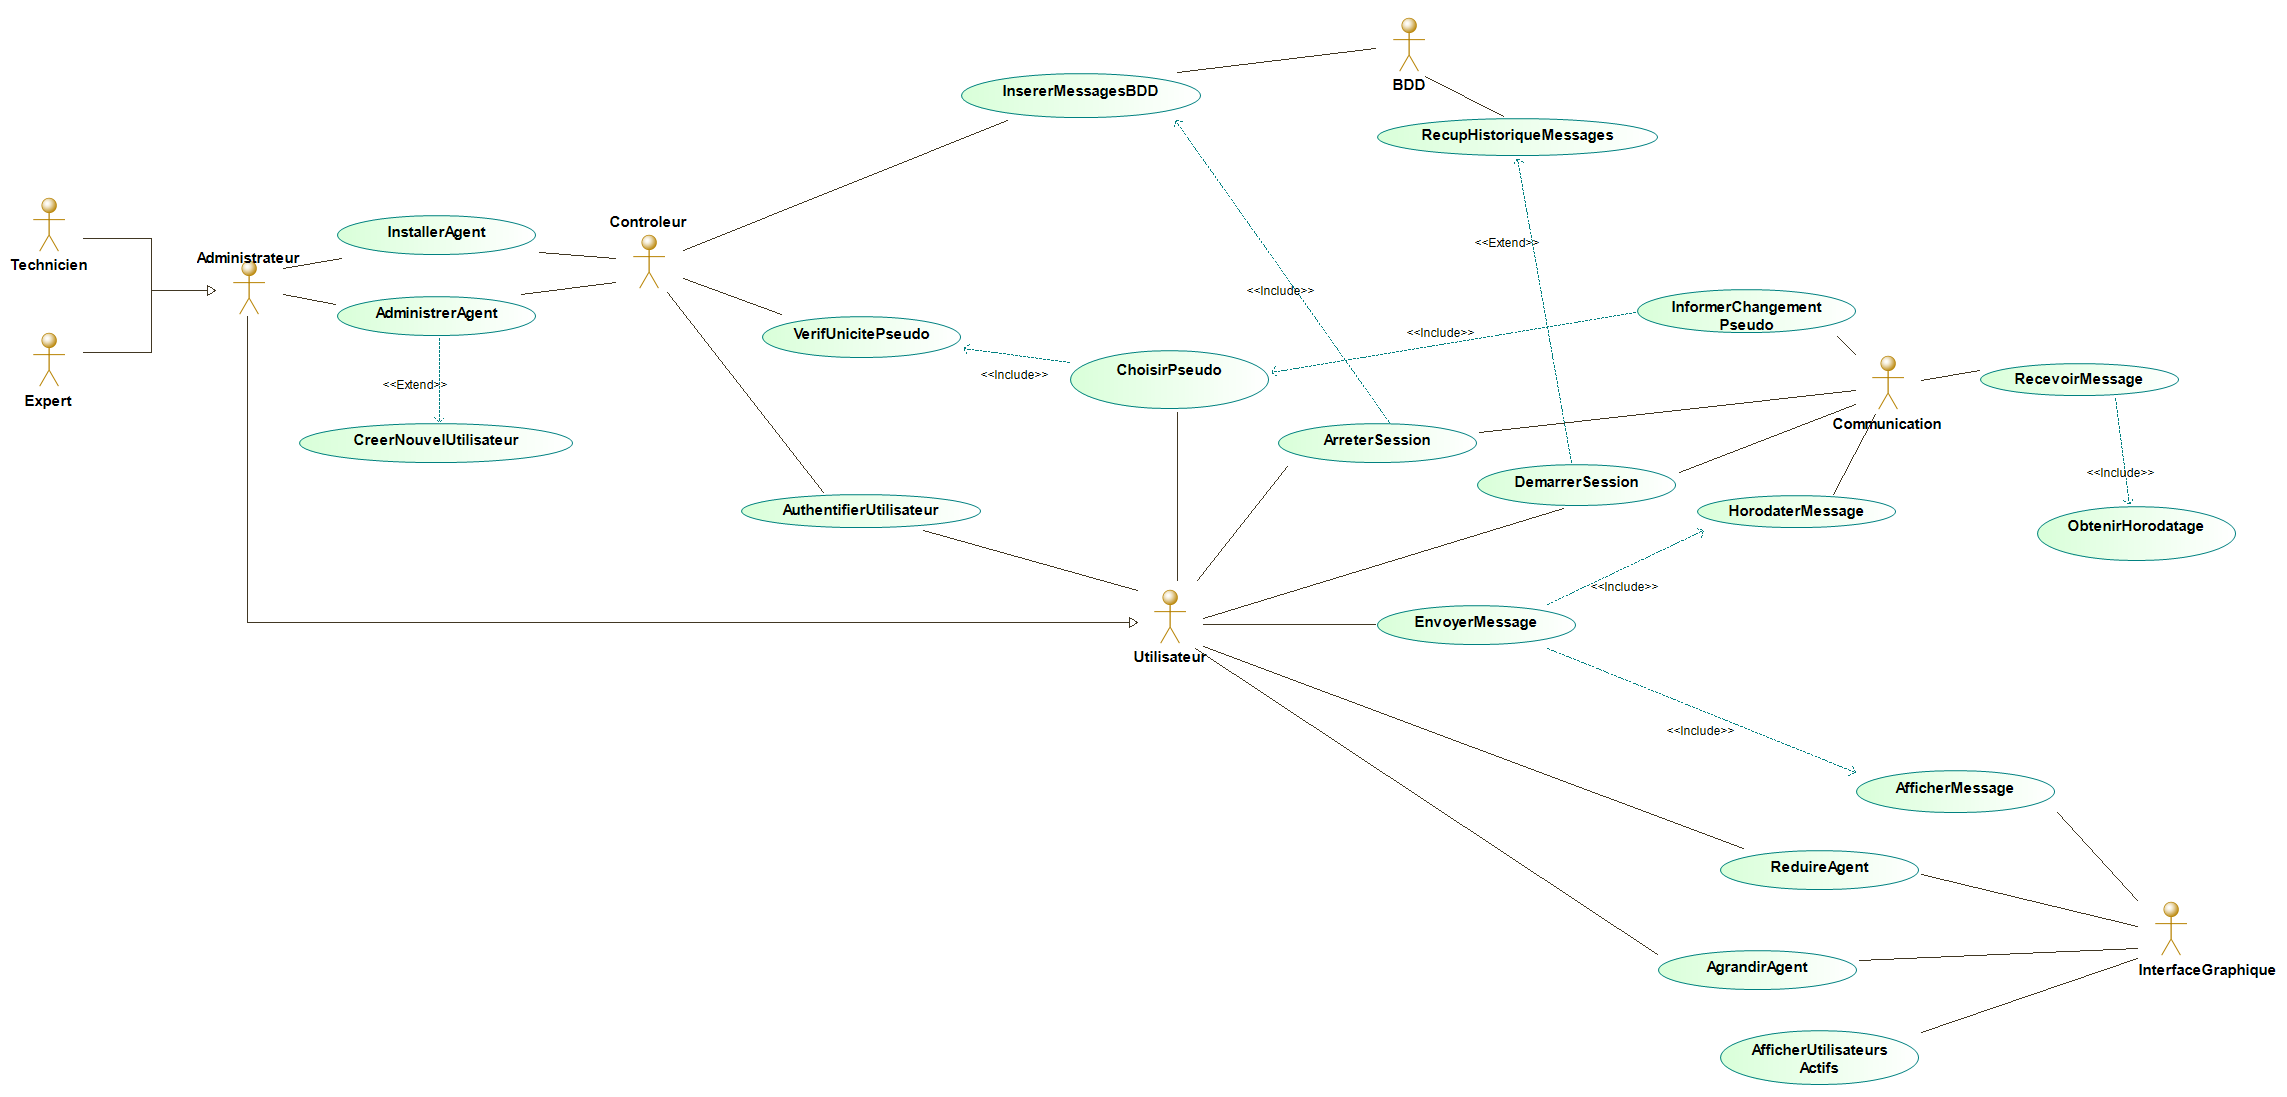 BDD
InsererMessagesBDD
RecupHistoriqueMessages
Technicien
InstallerAgent
Controleur
Administrateur
<<Extend>>
<<Include>>
AdministrerAgent
InformerChangement
Pseudo
VerifUnicitePseudo
<<Include>>
ChoisirPseudo
<<Include>>
Expert
<<Extend>>
RecevoirMessage
CreerNouvelUtilisateur
ArreterSession
Communication
<<Include>>
DemarrerSession
AuthentifierUtilisateur
HorodaterMessage
ObtenirHorodatage
<<Include>>
EnvoyerMessage
Utilisateur
<<Include>>
AfficherMessage
ReduireAgent
AgrandirAgent
InterfaceGraphique
AfficherUtilisateurs
Actifs